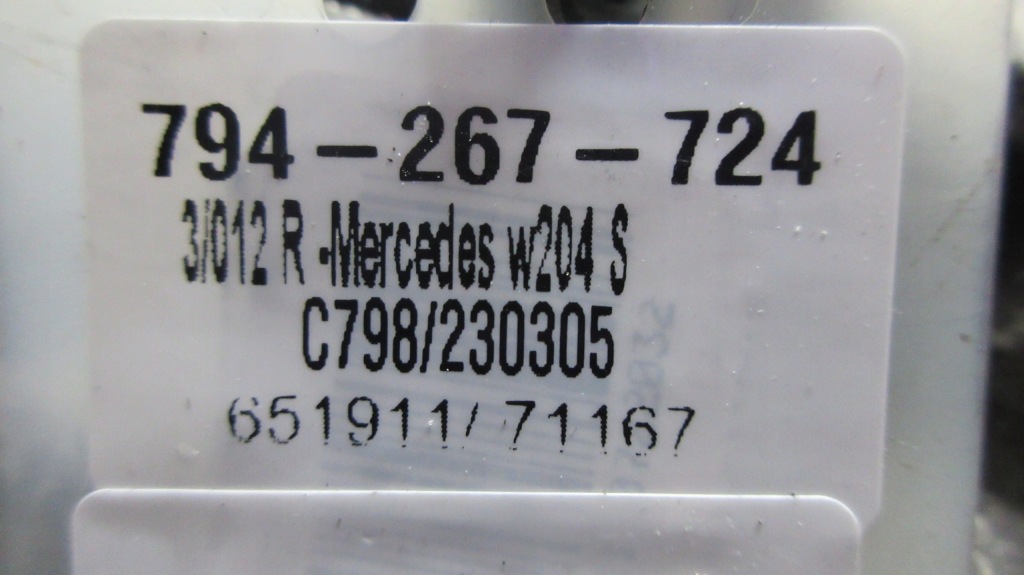 794-267-724
3/012 R -Mercedes w204 S
C798/230305
651911/ 71167